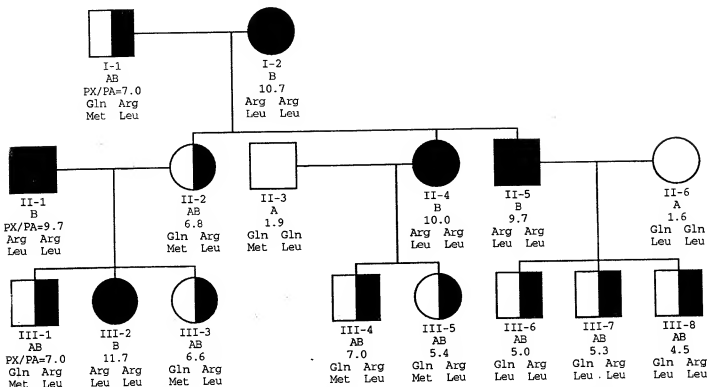 I-1 I-2
AB B
PX/PA=7.0 10.7
Gln Arg Arg Arg
Met Leu Leu Leu
II-1 II-2 II-3 II-4 II-5 II-6
B AB A B B A
PX/PA=9.7 6.8 1.9 10.0 9.7 1.6
Arg Arg Gln Arg Gln Gln Arg Arg Arg Arg Gln Gln
Leu Leu Met Leu Met Leu Leu Leu Leu Leu Leu Leu
III-1 III-2 III-3 III-4 III-5 III-6 III-7 III-8
AB B AB AB AB AB AB AB
PX/PA=7.0 11.7 6.6 7.0 5.4 5.0 5.3 4.5
Gln Arg Arg Arg Gln Arg Gln Arg Gln Arg Gln Arg Gln Arg Gln Arg
Met Leu Leu Leu Met Leu Met Leu Met Leu Leu Leu Leu Leu Leu Leu